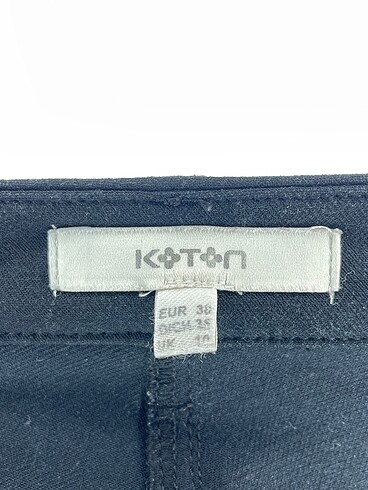 KOTON
EUR 38
D/CH 36
UK 10